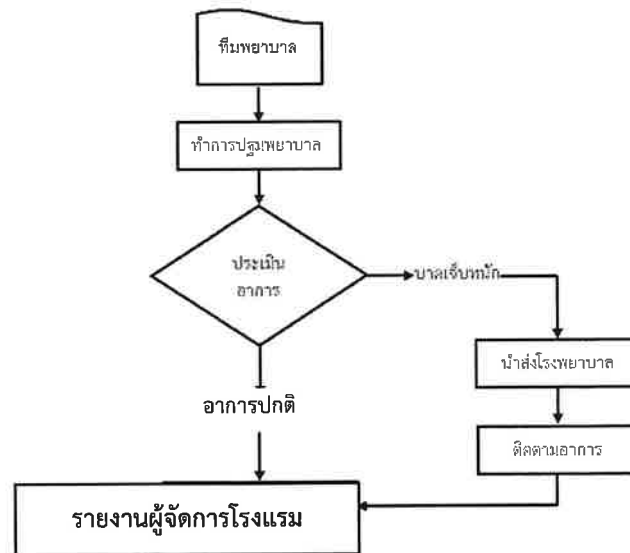 ทีมพยาบาล
ทำการปฐมพยาบาล
ประเมิน
อาการ
บาดเจ็บหนัก
นำส่งโรงพยาบาล
อาการปกติ
ติดตามอาการ
รายงานผู้จัดการโรงแรม